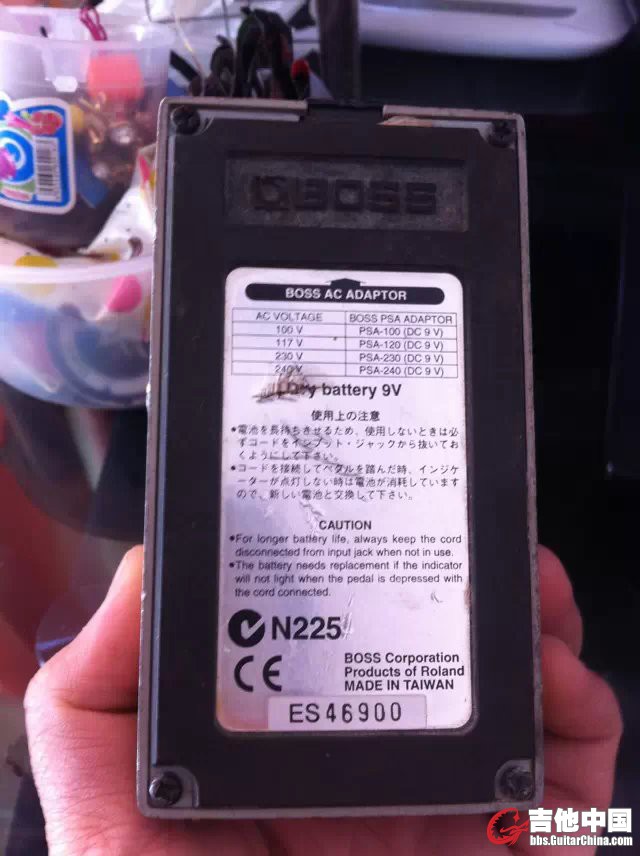 BOSS
BOSS AC ADAPTOR
AC VOLTAGE BOSS PSA ADAPTOR
100 V PSA-100 (DC 9 V)
117 V PSA-120 (DC 9 V)
230 V PSA-230 (DC 9 V)
240 V PSA-240 (DC 9 V)
battery 9V
使用上の注意
●電池を長持ちさせるため、使用しないときは必
ずコードをインプット・ジャックから抜いてお
くようにして下さい。
●コードを接続してペダルを踏んだ時、インジケ
ーターが点灯しない時は電池が消耗しています
ので、新しい電池と交換して下さい。
CAUTION
●For longer battery life, always keep the cord
disconnected from input jack when not in use.
●The battery needs replacement if the indicator
will not light when the pedal is depressed with
the cord connected.
N225
CE
BOSS Corporation
Products of Roland
MADE IN TAIWAN
ES46900
吉他中国
bbs.GuitarChina.com